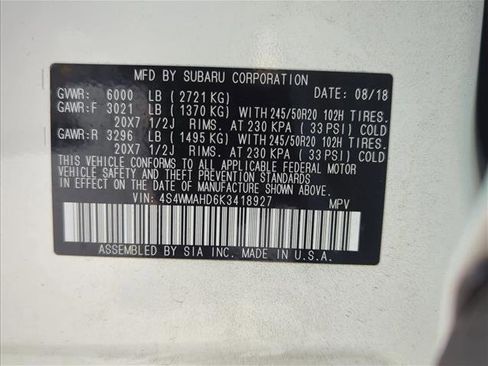 MFD BY SUBARU CORPORATION DATE: 08/18
GVWR: 6000 LB ( 2721 KG)
GAWR:F 3021 LB ( 1370 KG) WITH 245/50R20 102H TIRES.
20X7 1/2J RIMS. AT 230 KPA ( 33 PSI) COLD
GAWR:R 3296 LB ( 1495 KG) WITH 245/50R20 102H TIRES.
20X7 1/2J RIMS. AT 230 KPA ( 33 PSI) COLD
THIS VEHICLE CONFORMS TO ALL APPLICABLE FEDERAL MOTOR
VEHICLE SAFETY, BUMPER, AND THEFT PREVENTION STANDARDS
IN EFFECT ON THE DATE OF MANUFACTURE SHOWN ABOVE.
VIN: 4S4WMAHD6K3418927 MPV
ASSEMBLED BY SIA INC. MADE IN U.S.A.